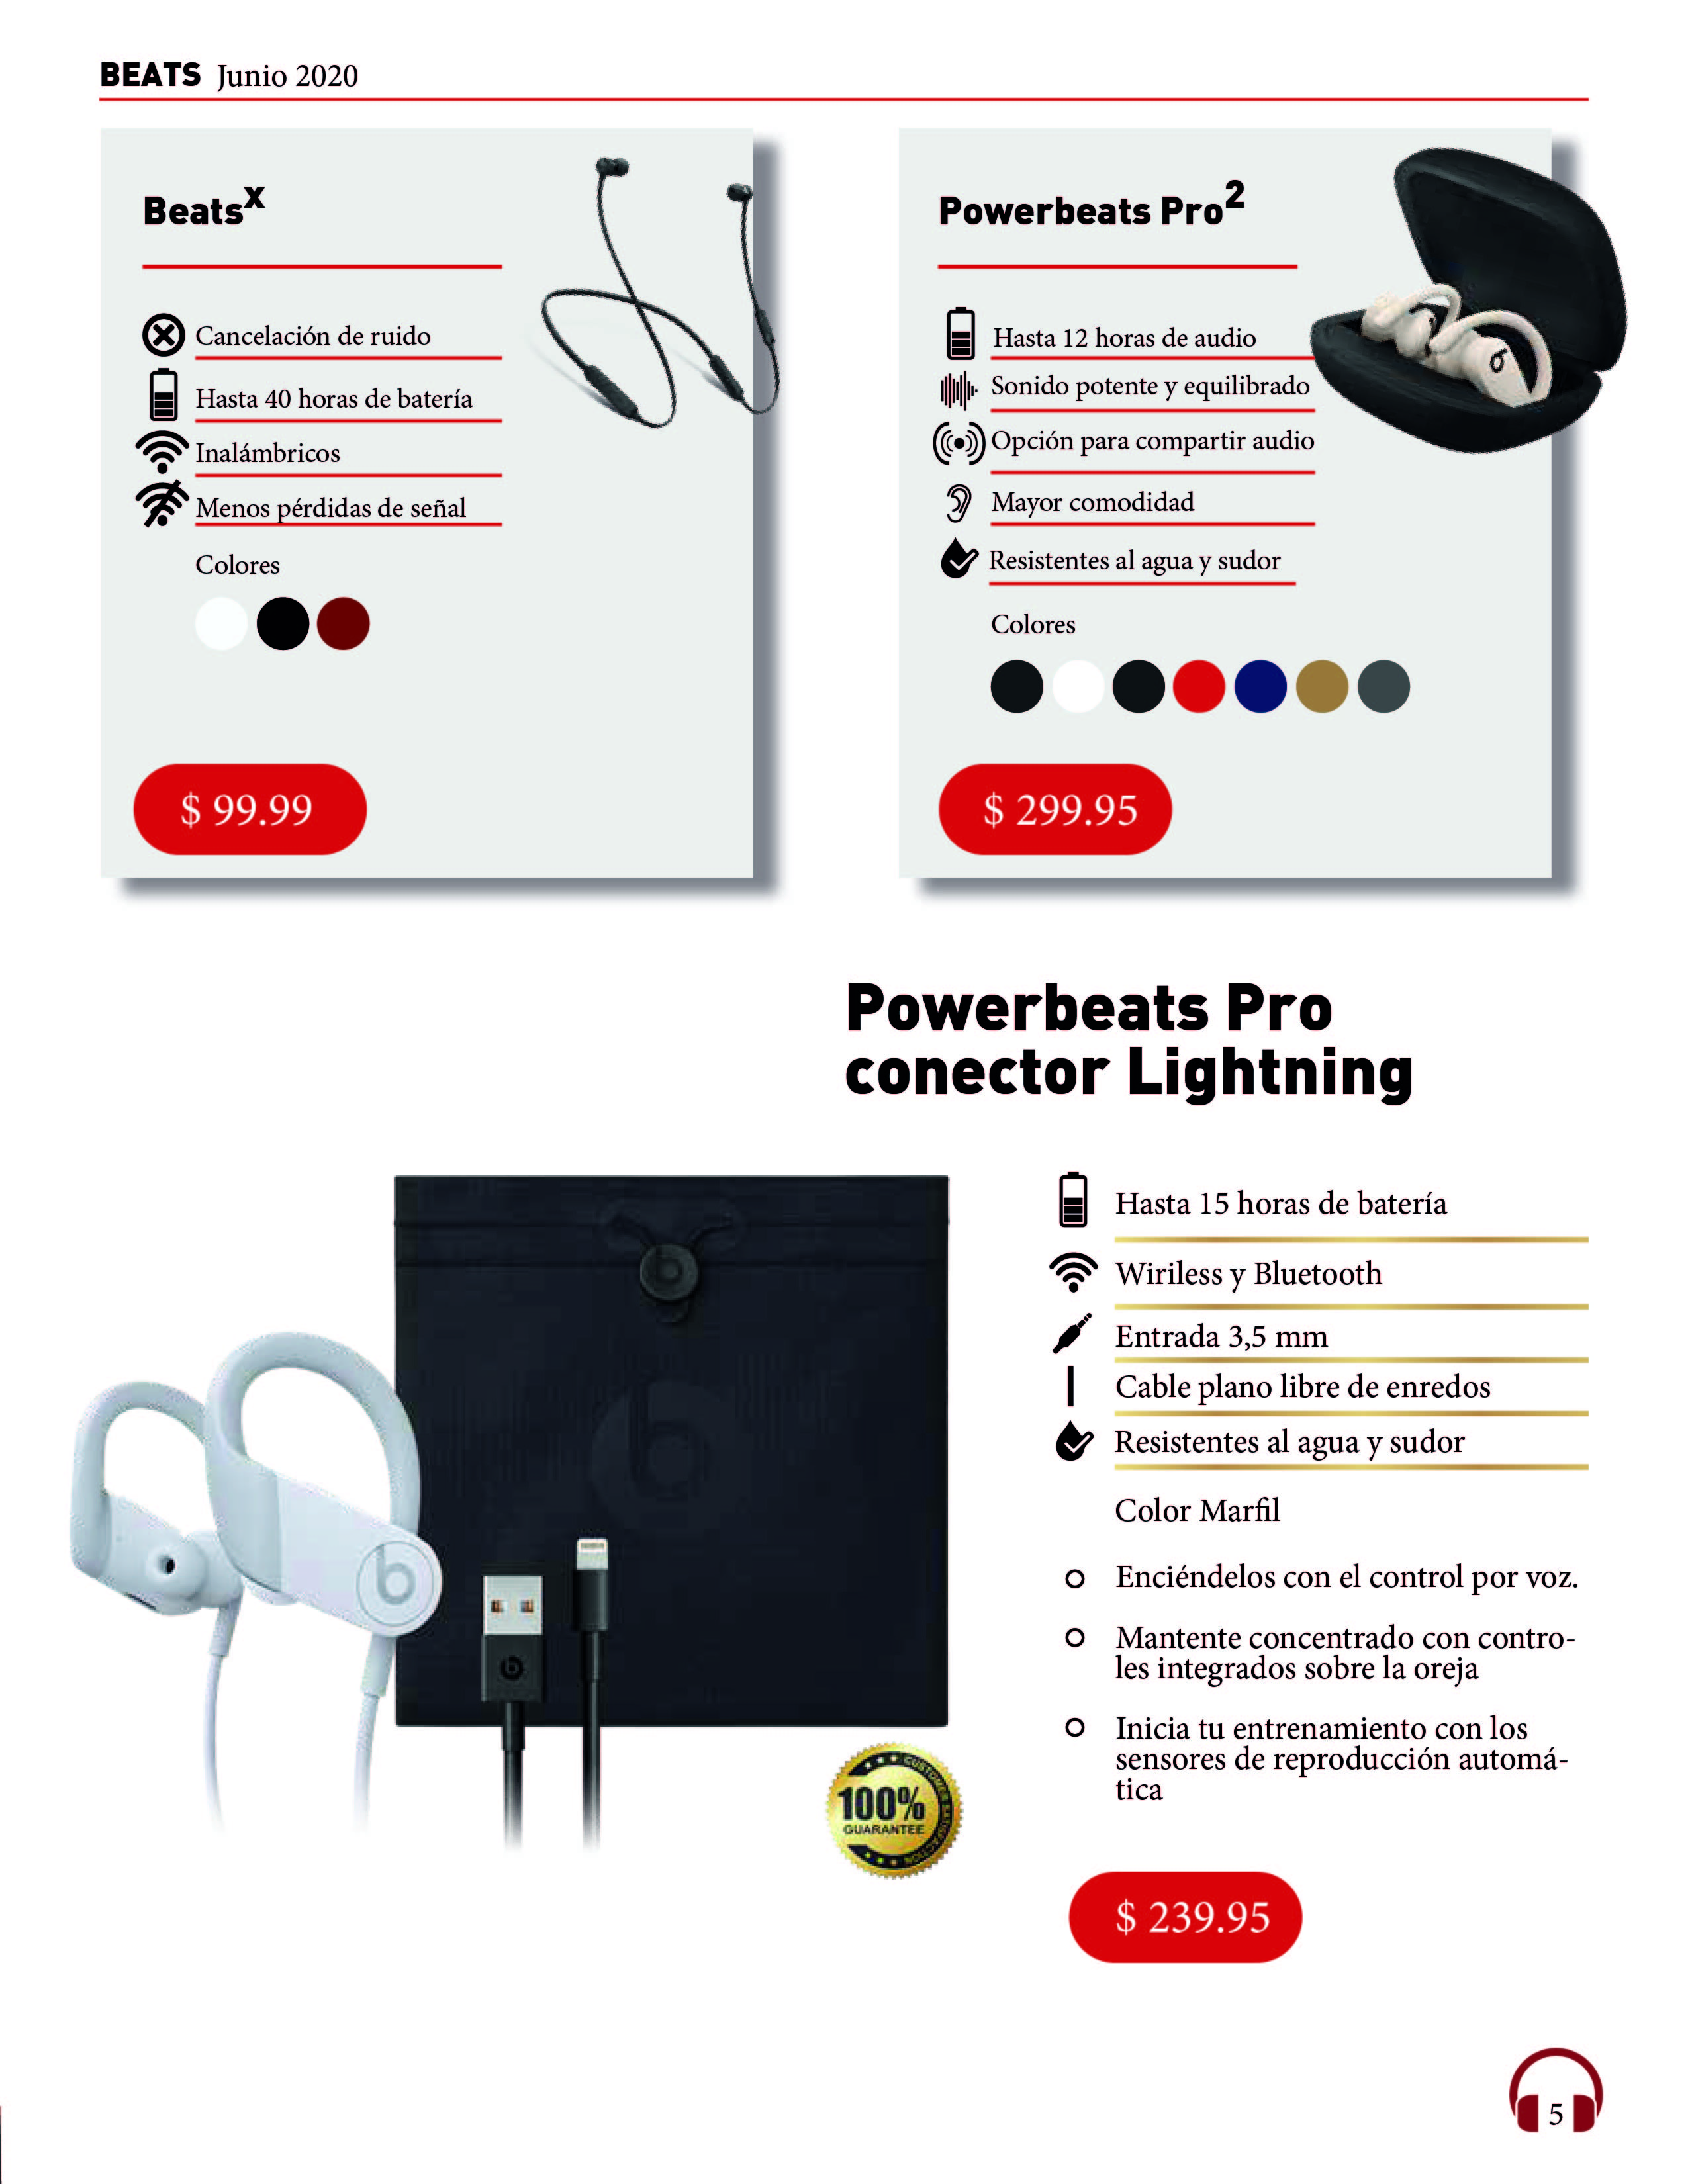 BEATS Junio 2020
Beatsx
Cancelación de ruido
Hasta 40 horas de batería
Inalámbricos
Menos pérdidas de señal
Colores
$ 99.99
Powerbeats Pro2
Hasta 12 horas de audio
Sonido potente y equilibrado
Opción para compartir audio
Mayor comodidad
Resistentes al agua y sudor
Colores
$ 299.95
Powerbeats Pro
conector Lightning
Hasta 15 horas de batería
Wiriless y Bluetooth
Entrada 3,5 mm
Cable plano libre de enredos
Resistentes al agua y sudor
Color Marfil
Enciéndelos con el control por voz.
Mantente concentrado con contro-
les integrados sobre la oreja
Inicia tu entrenamiento con los
sensores de reproducción automá-
tica
CUSTOMER SATISFACTION
100%
GUARANTEE
$ 239.95
5